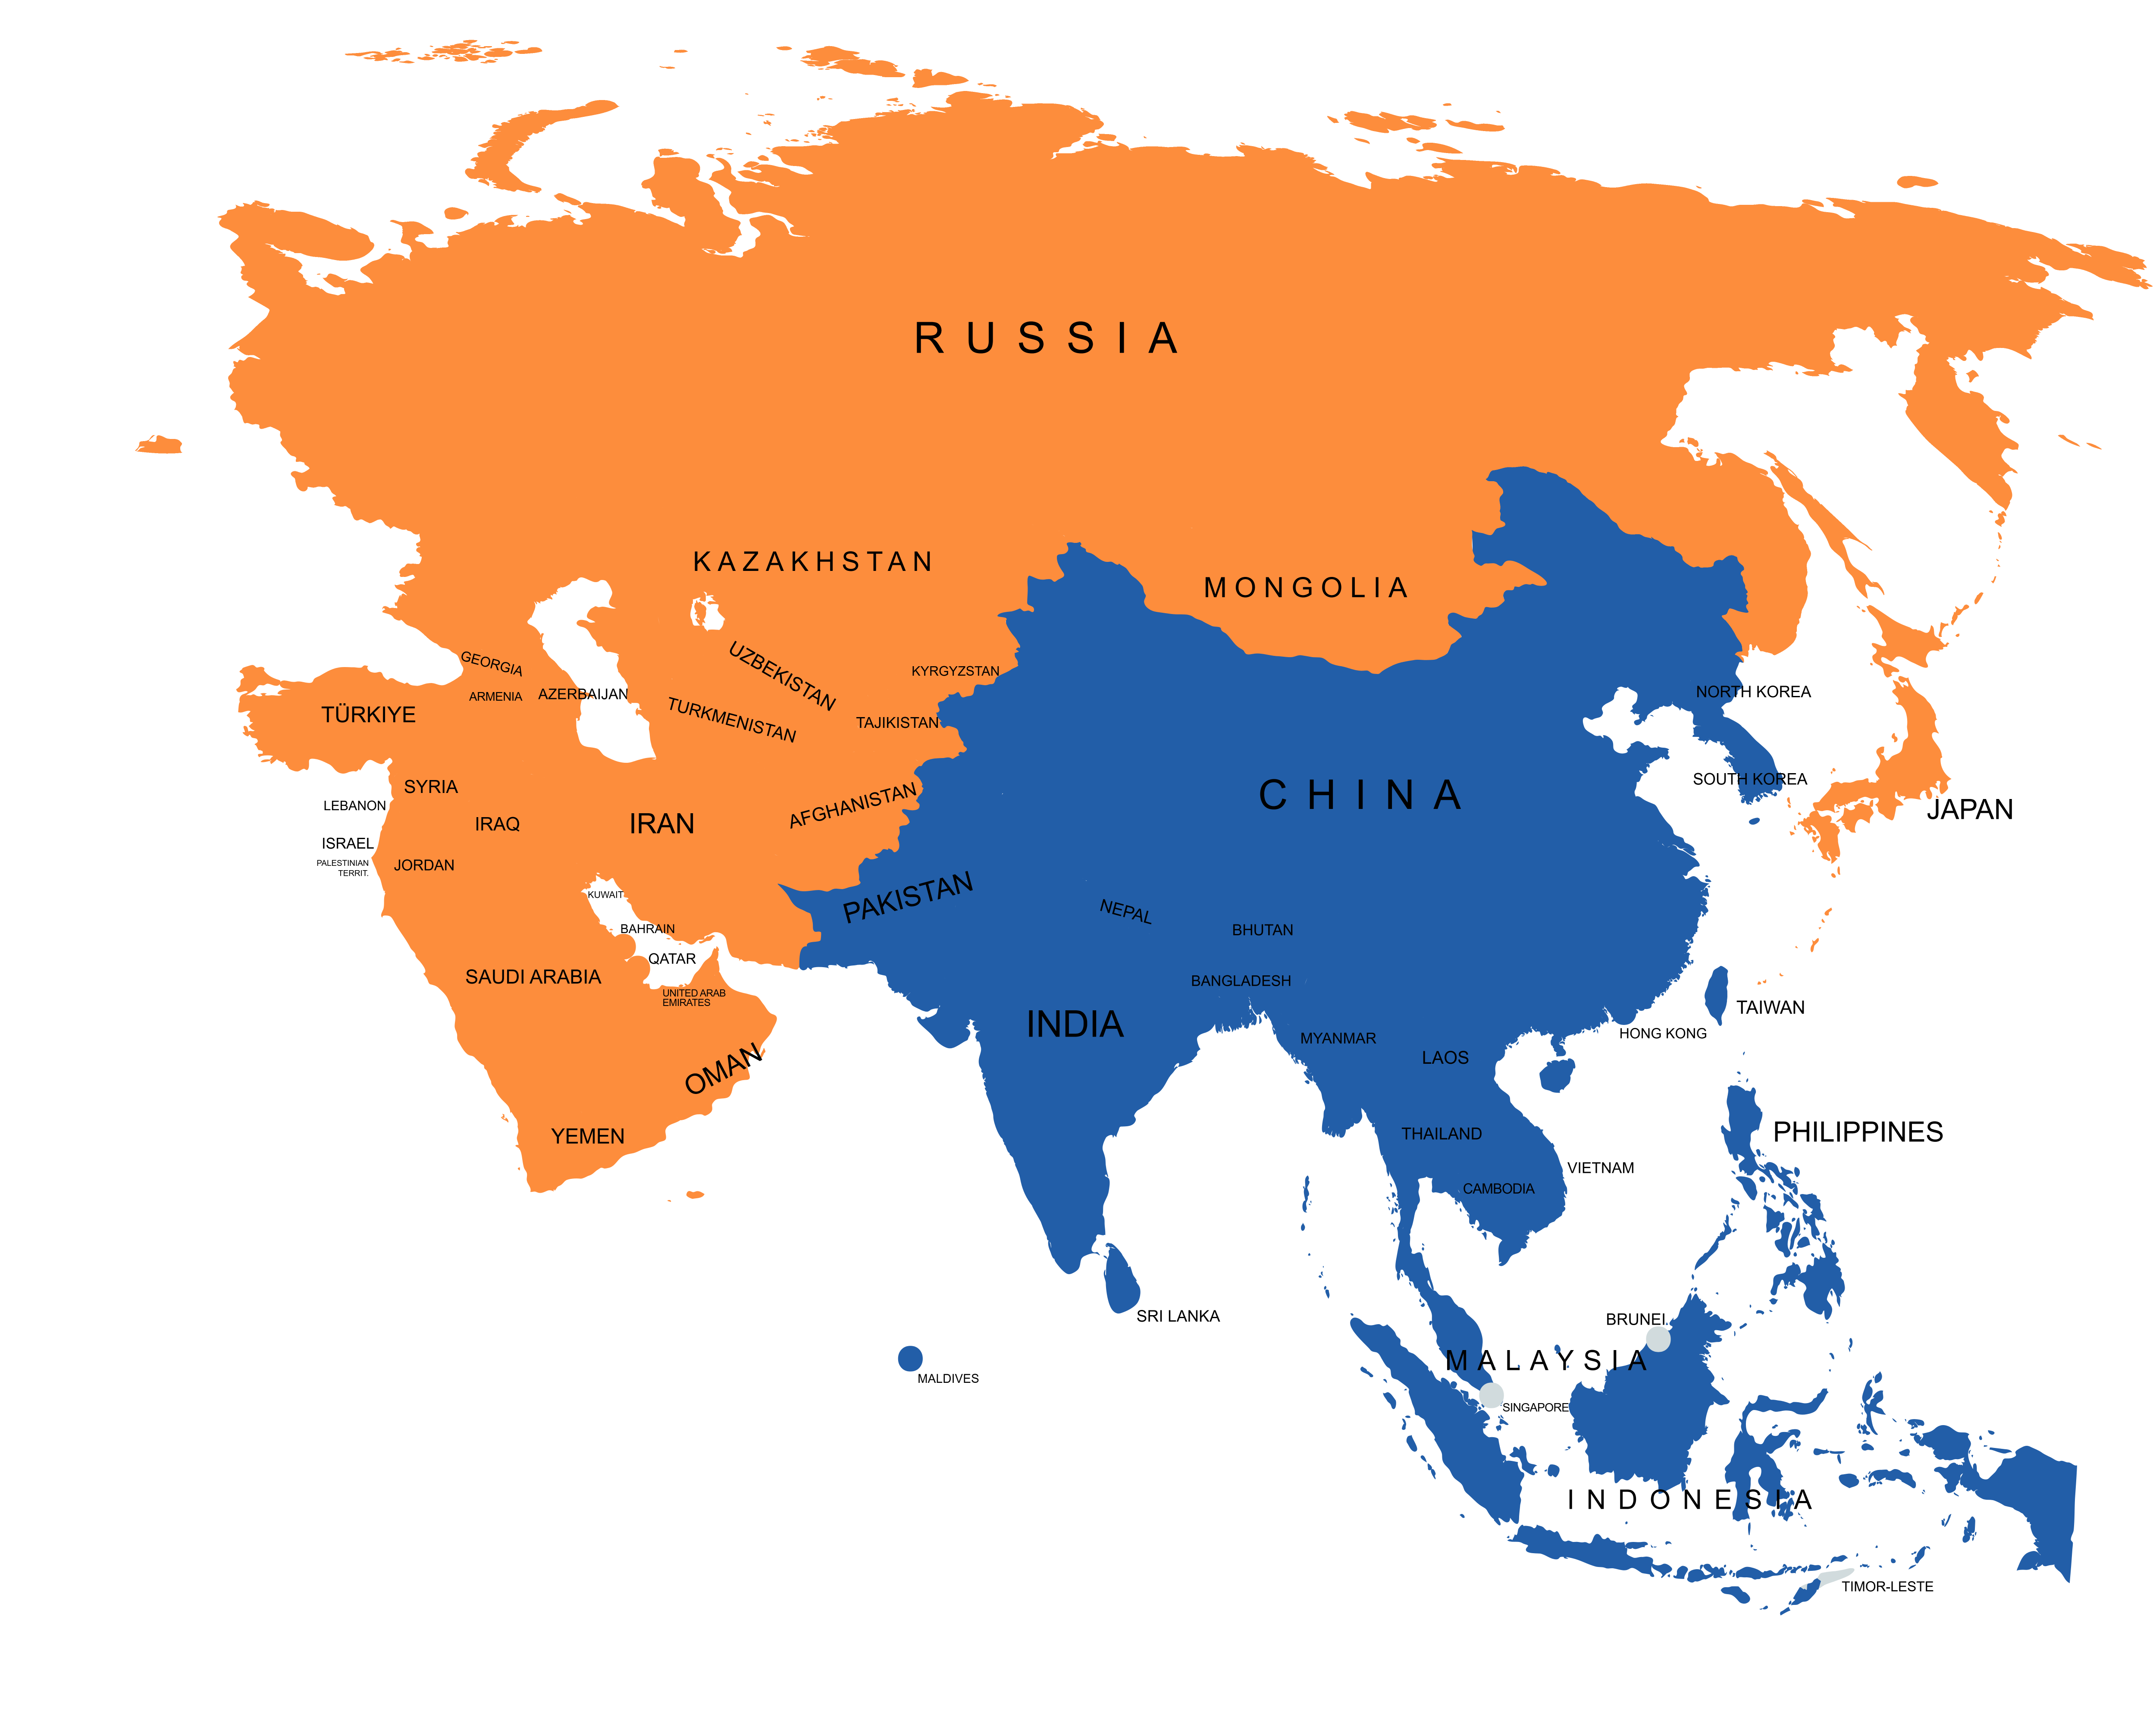 RUSSIA
KAZAKHSTAN
MONGOLIA
UZBEKISTAN
GEORGIA
KYRGYZSTAN
ARMENIA
AZERBAIJAN
NORTH KOREA
TÜRKIYE
TURKMENISTAN
TAJIKISTAN
SYRIA
AFGHANISTAN
CHINA
SOUTH KOREA
LEBANON
IRAQ
IRAN
JAPAN
ISRAEL
PALESTINIAN
TERRIT.
JORDAN
KUWAIT
PAKISTAN
NEPAL
BAHRAIN
BHUTAN
QATAR
SAUDI ARABIA
BANGLADESH
UNITED ARAB
EMIRATES
TAIWAN
INDIA
HONG KONG
MYANMAR
LAOS
OMAN
YEMEN
THAILAND
PHILIPPINES
VIETNAM
CAMBODIA
SRI LANKA
BRUNEI
MALAYSIA
MALDIVES
SINGAPORE
INDONESIA
TIMOR-LESTE